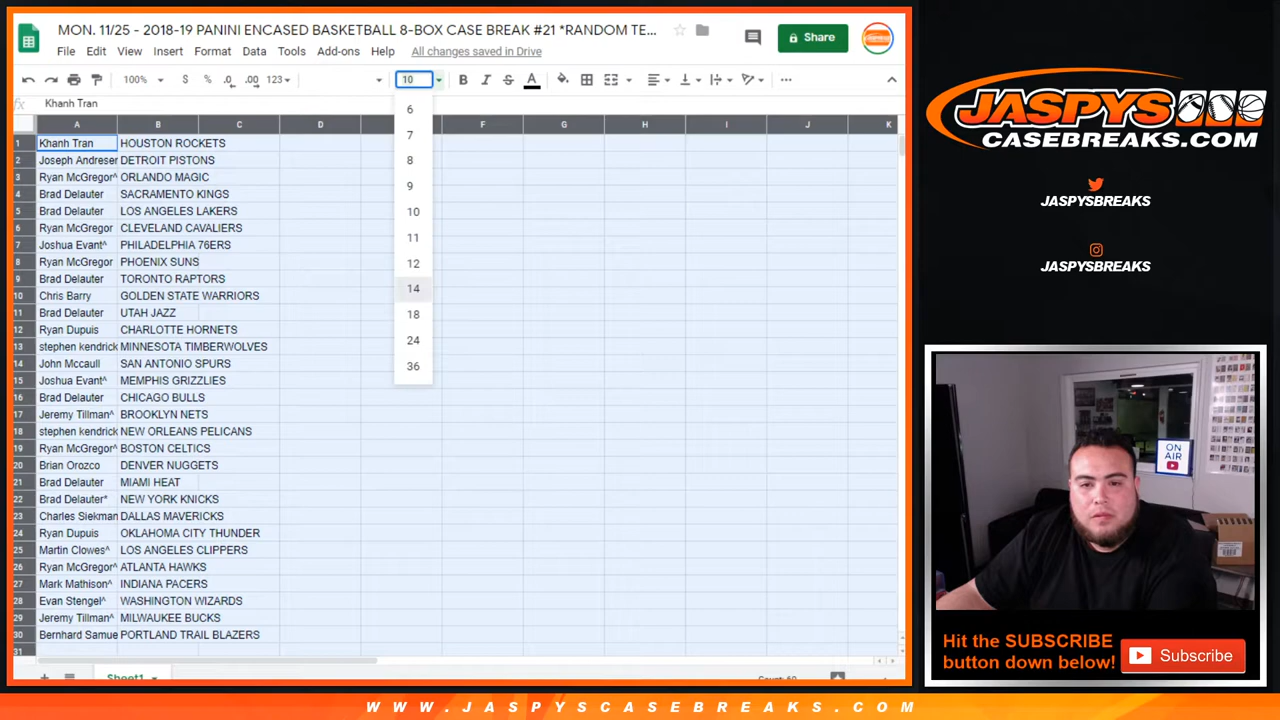 MON. 11/25 - 2018-19 PANINI ENCASED BASKETBALL 8-BOX CASE BREAK #21 *RANDOM TE...
File Edit View Insert Format Data Tools Add-ons Help All changes saved in Drive
Share
100% $ % .0 .00 123 10 B I S A
fx Khanh Tran
A B C D F G H I J K
1 Khanh Tran HOUSTON ROCKETS
2 Joseph Andreser DETROIT PISTONS
3 Ryan McGregor^ ORLANDO MAGIC
4 Brad Delauter SACRAMENTO KINGS
5 Brad Delauter LOS ANGELES LAKERS
6 Ryan McGregor CLEVELAND CAVALIERS
7 Joshua Evant^ PHILADELPHIA 76ERS
8 Ryan McGregor PHOENIX SUNS
9 Brad Delauter TORONTO RAPTORS
10 Chris Barry GOLDEN STATE WARRIORS
11 Brad Delauter UTAH JAZZ
12 Ryan Dupuis CHARLOTTE HORNETS
13 stephen kendrick MINNESOTA TIMBERWOLVES
14 John Mccaull SAN ANTONIO SPURS
15 Joshua Evant^ MEMPHIS GRIZZLIES
16 Brad Delauter CHICAGO BULLS
17 Jeremy Tillman^ BROOKLYN NETS
18 stephen kendrick NEW ORLEANS PELICANS
19 Ryan McGregor^ BOSTON CELTICS
20 Brian Orozco DENVER NUGGETS
21 Brad Delauter MIAMI HEAT
22 Brad Delauter* NEW YORK KNICKS
23 Charles Siekman DALLAS MAVERICKS
24 Ryan Dupuis OKLAHOMA CITY THUNDER
25 Martin Clowes^ LOS ANGELES CLIPPERS
26 Ryan McGregor^ ATLANTA HAWKS
27 Mark Mathison^ INDIANA PACERS
28 Evan Stengel^ WASHINGTON WIZARDS
29 Jeremy Tillman^ MILWAUKEE BUCKS
30 Bernhard Samue PORTLAND TRAIL BLAZERS
31
6
7
8
9
10
11
12
14
18
24
36
Sheet1
Count: 60
JASPYS
CASEBREAKS.COM
JASPYSBREAKS
JASPYSBREAKS
ON
AIR
Hit the SUBSCRIBE
button down below!
Subscribe
WWW.JASPYSCASEBREAKS.COM